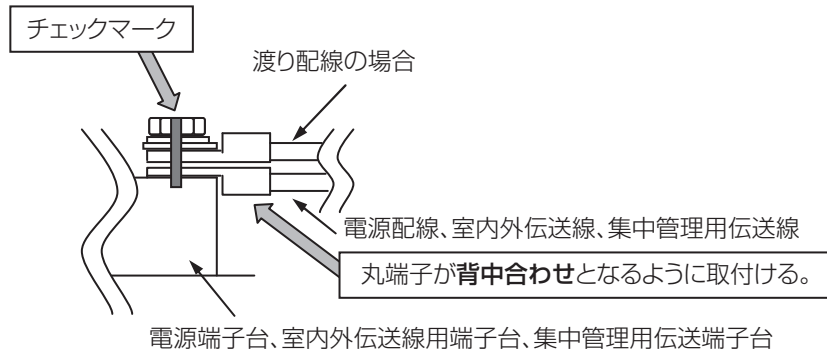 チェックマーク
渡り配線の場合
電源配線、室内外伝送線、集中管理用伝送線
丸端子が背中合わせとなるように取付ける。
電源端子台、室内外伝送線用端子台、集中管理用伝送端子台